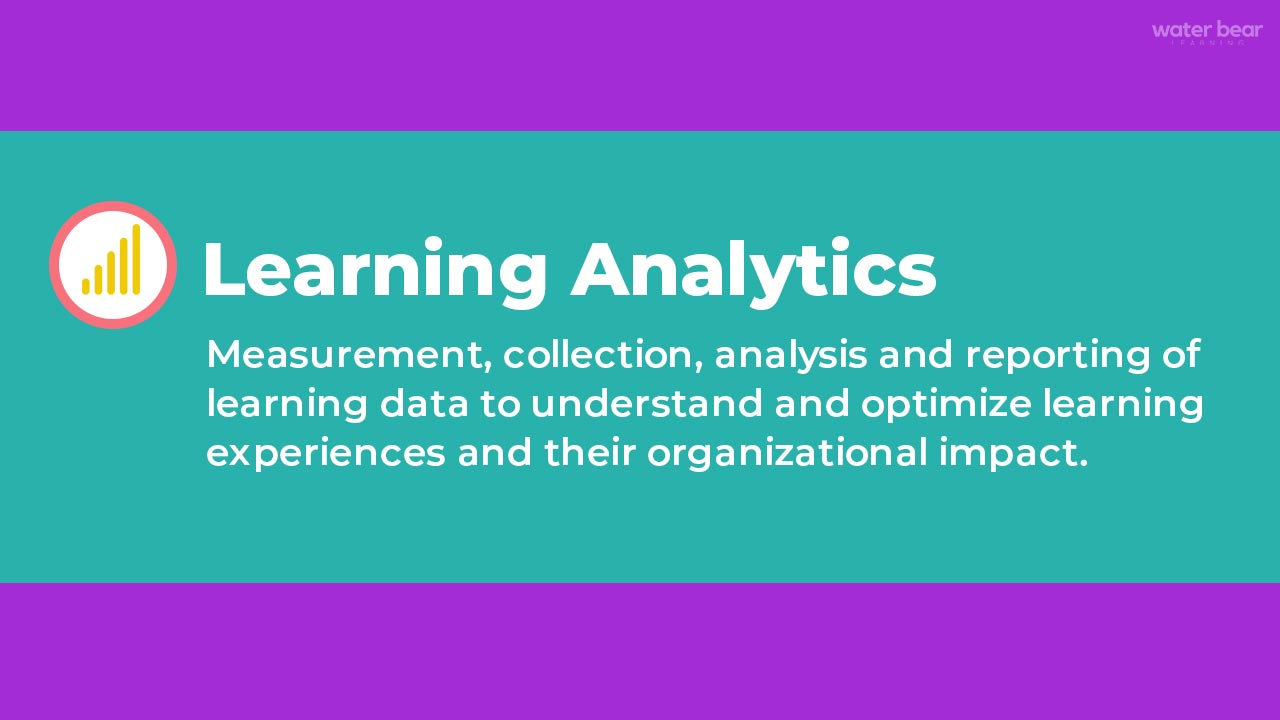 water bear
LEARNING
Learning Analytics
Measurement, collection, analysis and reporting of
learning data to understand and optimize learning
experiences and their organizational impact.